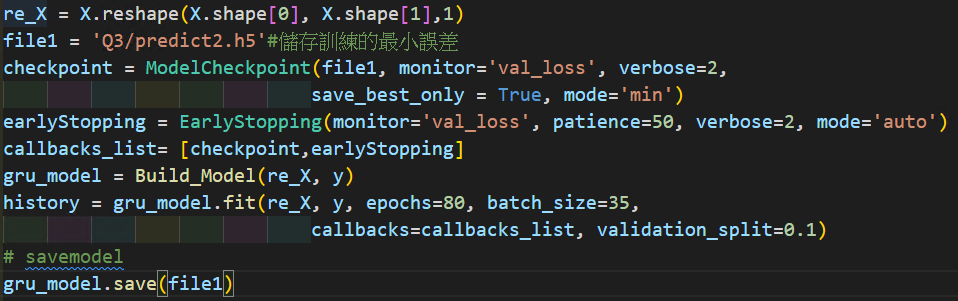 re_X = X.reshape(X.shape[0], X.shape[1],1)
file1 = 'Q3/predict2.h5'#儲存訓練的最小誤差
checkpoint = ModelCheckpoint(file1, monitor='val_loss', verbose=2,
save_best_only = True, mode='min')
earlyStopping = EarlyStopping(monitor='val_loss', patience=50, verbose=2, mode='auto')
callbacks_list= [checkpoint,earlyStopping]
gru_model = Build_Model(re_X, y)
history = gru_model.fit(re_X, y, epochs=80, batch_size=35,
callbacks=callbacks_list, validation_split=0.1)
# savemodel
gru_model.save(file1)